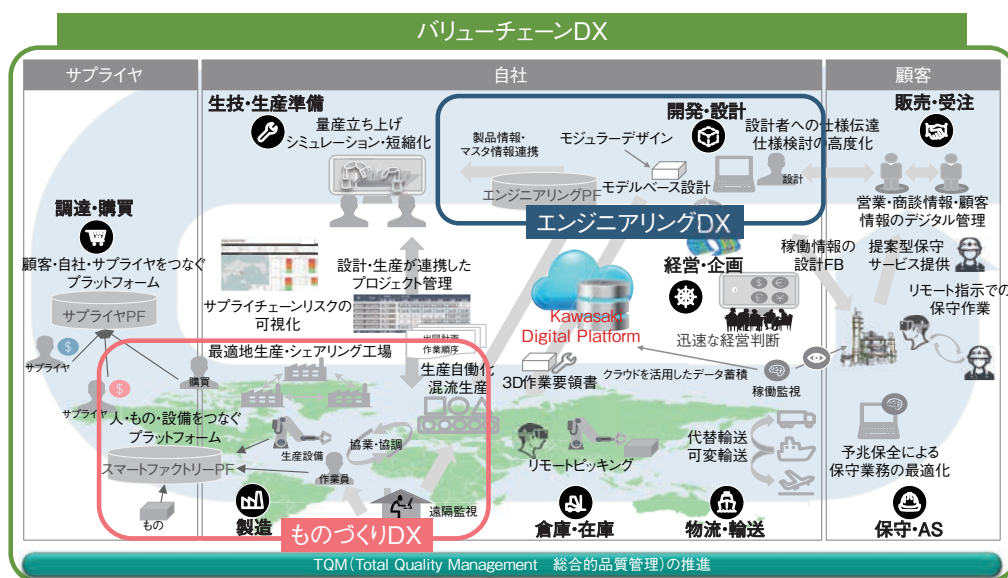 バリューチェーンDX
サプライヤ
自社
顧客
生技・生産準備
量産立ち上げ
シミュレーション・短縮化
製品情報・
マスタ情報連携
モジュラーデザイン
開発・設計
設計者への仕様伝達
仕様検討の高度化
設計
エンジニアリングPF
モデルベース設計
エンジニアリングDX
販売・受注
営業・商談情報・顧客
情報のデジタル管理
調達・購買
顧客・自社・サプライヤをつなぐ
プラットフォーム
サプライヤPF
サプライヤ
サプライヤ
購買
サプライチェーンリスクの
可視化
設計・生産が連携した
プロジェクト管理
出図計画
作業順序
最適地生産・シェアリング工場
生産自働化
混流生産
Kawasaki
Digital Platform
経営・企画
迅速な経営判断
稼働情報の
設計FB
提案型保守
サービス提供
リモート指示での
保守作業
3D作業要領書
クラウドを活用したデータ蓄積
稼働監視
人・もの・設備をつなぐ
プラットフォーム
スマートファクトリーPF
もの
生産設備
協業・協調
作業員
遠隔監視
製造
ものづくりDX
リモートピッキング
倉庫・在庫
代替輸送
可変輸送
物流・輸送
予兆保全による
保守業務の最適化
保守・AS
TQM(Total Quality Management　総合的品質管理)の推進